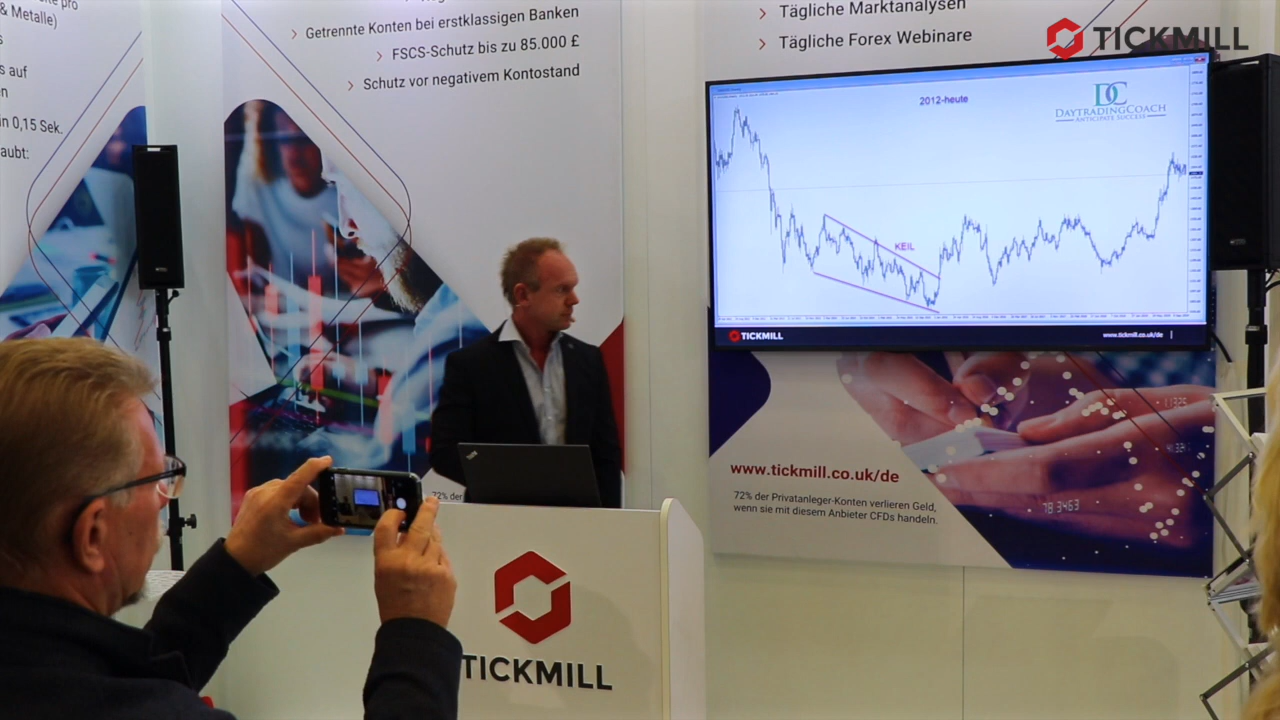 & Metalle)
s auf
in 0,15 Sek.
aubt:
Getrennte Konten bei erstklassigen Banken
FSCS-Schutz bis zu 85.000 £
Schutz vor negativem Kontostand
Tägliche Marktanalysen
Tägliche Forex Webinare
TICKMILL
2012-heute
DC
DAYTRADINGCOACH
ANTICIPATE SUCCESS
KEIL
TICKMILL
www.tickmill.co.uk/de
www.tickmill.co.uk/de
72% der Privatanleger-Konten verlieren Geld,
wenn sie mit diesem Anbieter CFDs handeln.
72% der
TICKMILL